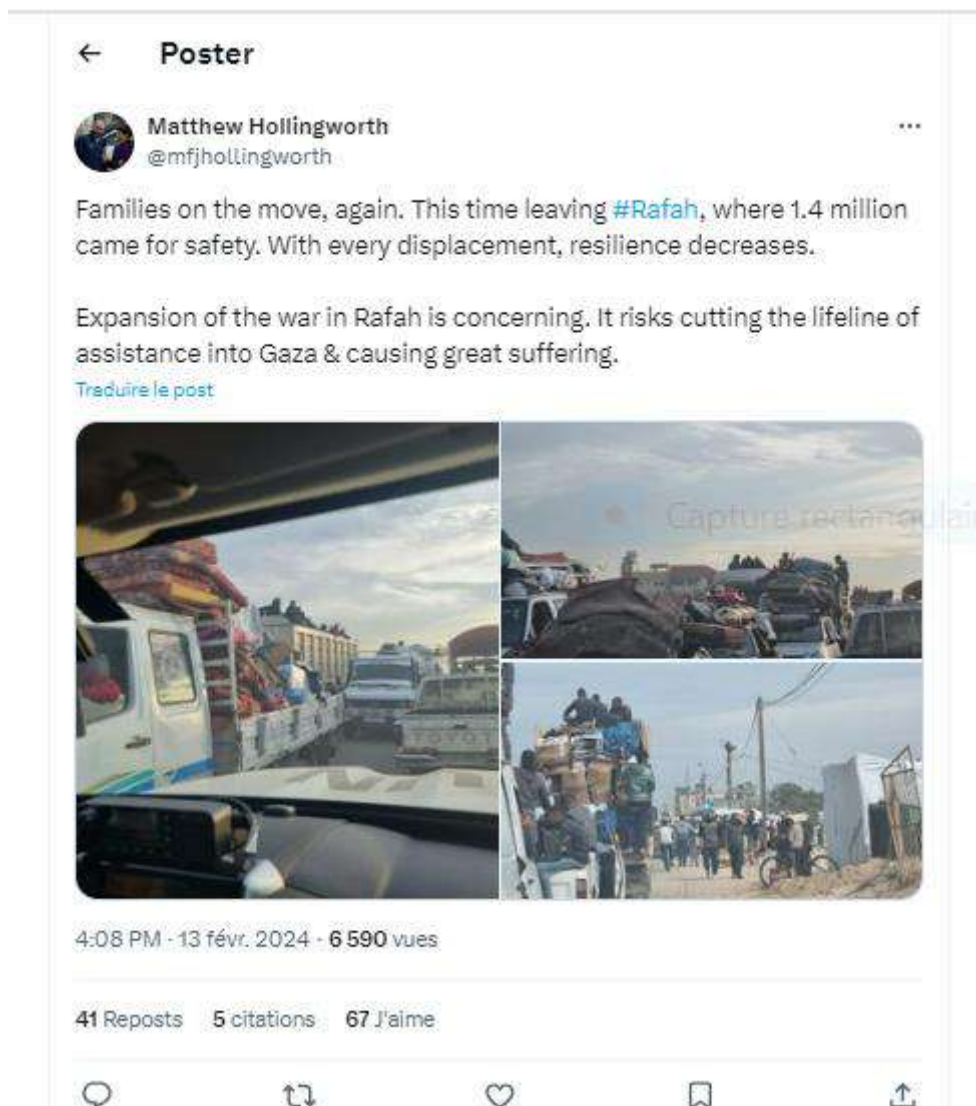 Poster
Matthew Hollingworth
@mfjhollingworth
Families on the move, again. This time leaving #Rafah, where 1.4 million
came for safety. With every displacement, resilience decreases.
Expansion of the war in Rafah is concerning. It risks cutting the lifeline of
assistance into Gaza & causing great suffering.
Traduire le post
Capture rectangulai
4:08 PM · 13 févr. 2024 · 6 590 vues
41 Reposts 5 citations 67 J'aime